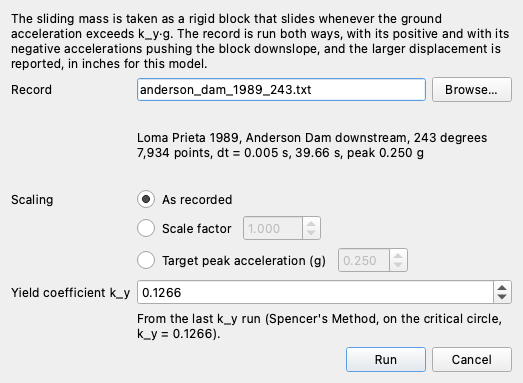 The sliding mass is taken as a rigid block that slides whenever the ground
acceleration exceeds k_y·g. The record is run both ways, with its positive and with its
negative accelerations pushing the block downslope, and the larger displacement is
reported, in inches for this model.
Record anderson_dam_1989_243.txt Browse...
Loma Prieta 1989, Anderson Dam downstream, 243 degrees
7,934 points, dt = 0.005 s, 39.66 s, peak 0.250 g
Scaling As recorded
Scale factor 1.000
Target peak acceleration (g) 0.250
Yield coefficient k_y 0.1266
From the last k_y run (Spencer's Method, on the critical circle,
k_y = 0.1266).
Run Cancel